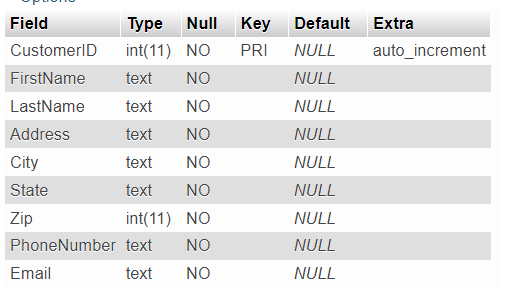 Options
Field Type Null Key Default Extra
CustomerID int(11) NO PRI NULL auto_increment
FirstName text NO NULL
LastName text NO NULL
Address text NO NULL
City text NO NULL
State text NO NULL
Zip int(11) NO NULL
PhoneNumber text NO NULL
Email text NO NULL